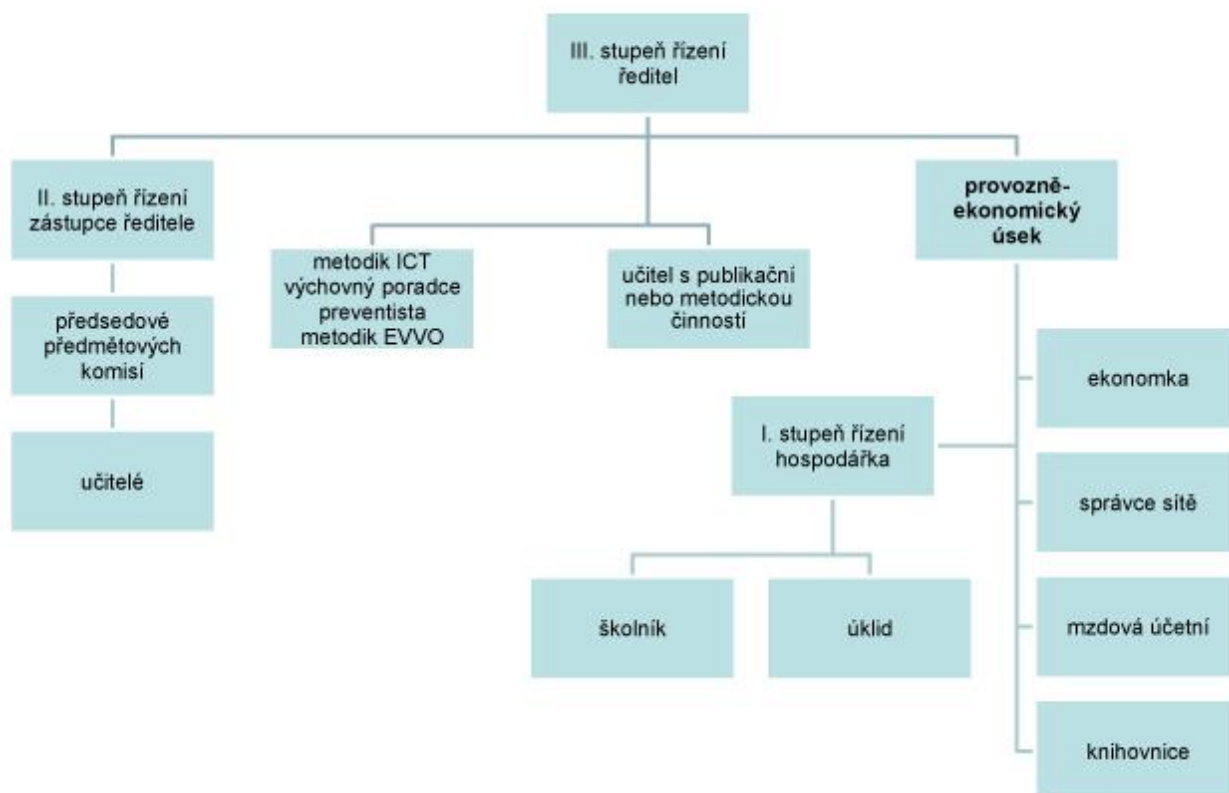 III. stupeň řízení
ředitel
II. stupeň řízení
zástupce ředitele
předsedové
předmětových
komisí
učitelé
metodik ICT
výchovný poradce
preventista
metodik EVVO
učitel s publikační
nebo metodickou
činností
provozně-
ekonomický
úsek
I. stupeň řízení
hospodářka
školník
úklid
ekonomka
správce sítě
mzdová účetní
knihovnice